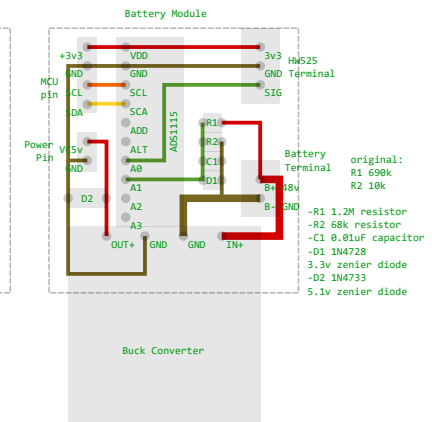 Battery Module
+3v3
GND
MCU
pin
SCL
SDA
VDD
GND
SCL
SCA
ADD
ALT
A0
A1
A2
A3
ADS1115
3v3
GND
SIG
HW525
Terminal
R1
R2
C1
D1
Power
Pin
VC5v
GND
D2
Battery
Terminal
B+48v
B-GND
OUT+
GND
GND
IN+
Buck Converter
original:
R1 690k
R2 10k
-R1 1.2M resistor
-R2 68k resistor
-C1 0.01uF capacitor
-D1 1N4728
3.3v zenier diode
-D2 1N4733
5.1v zenier diode